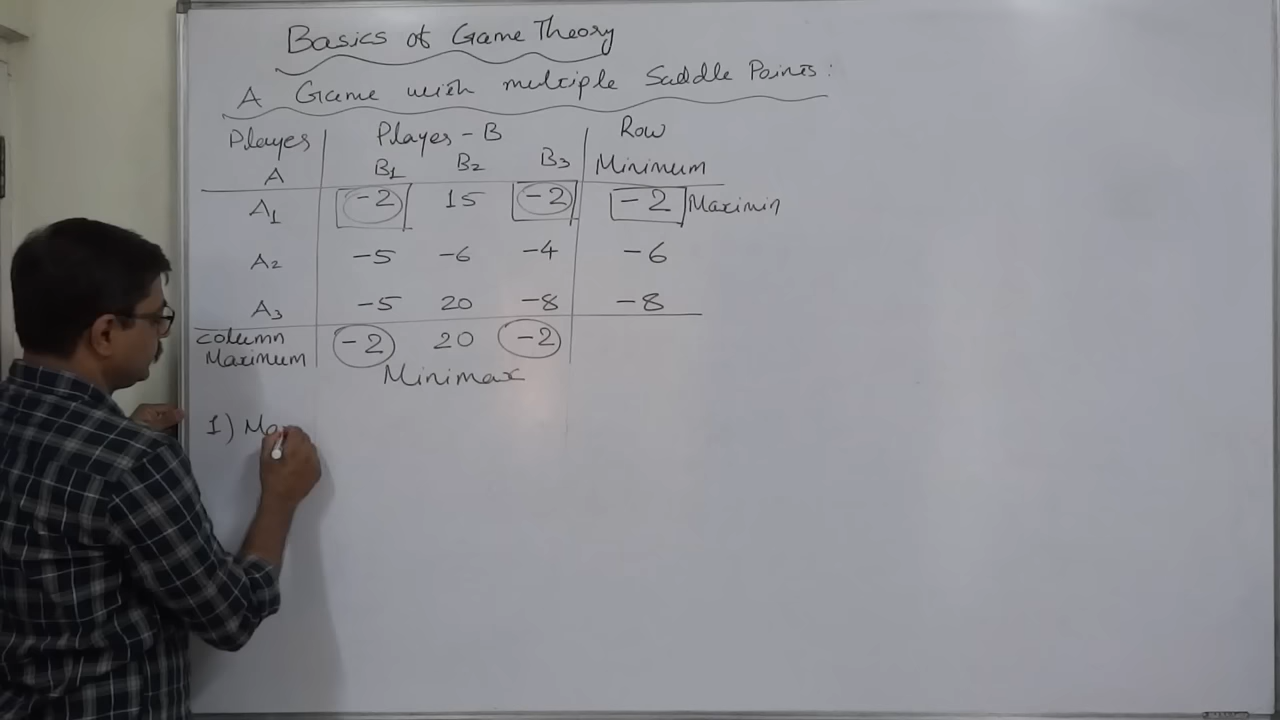 Basics of Game Theory
A Game with multiple Saddle Points:
Player Player-B Row
A B1 B2 B3 Minimum
A1 -2 15 -2 -2 Maximin
A2 -5 -6 -4 -6
A3 -5 20 -8 -8
Column Maximum -2 20 -2
Minimax
1) Ma